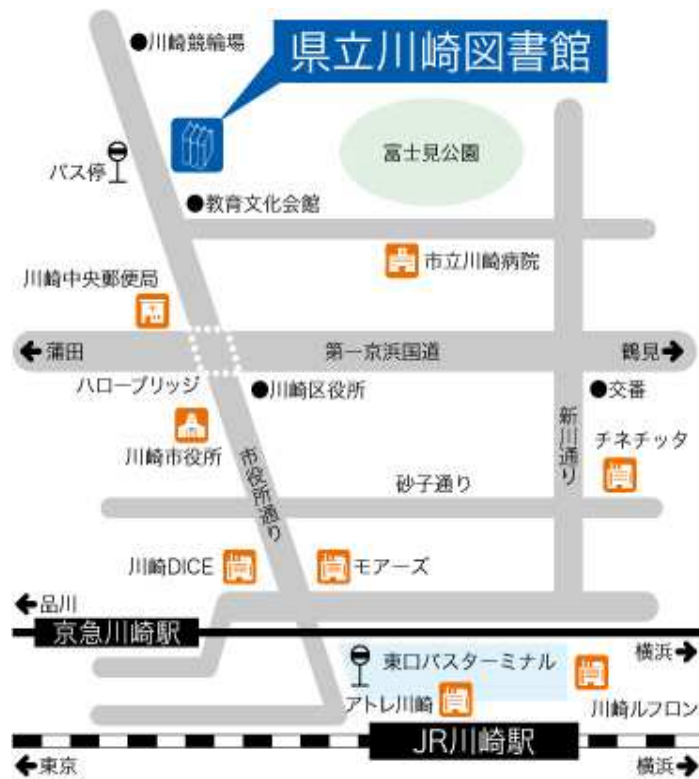 ●川崎競輪場
県立川崎図書館
富士見公園
バス停
●教育文化会館
市立川崎病院
川崎中央郵便局
←蒲田
第一京浜国道
鶴見→
ハローブリッジ
●川崎区役所
●交番
新川通り
チネチッタ
川崎市役所
市役所通り
砂子通り
川崎DICE
モアーズ
←品川
京急川崎駅
横浜→
東口バスターミナル
アトレ川崎
川崎ルフロン
JR川崎駅
←東京
横浜→